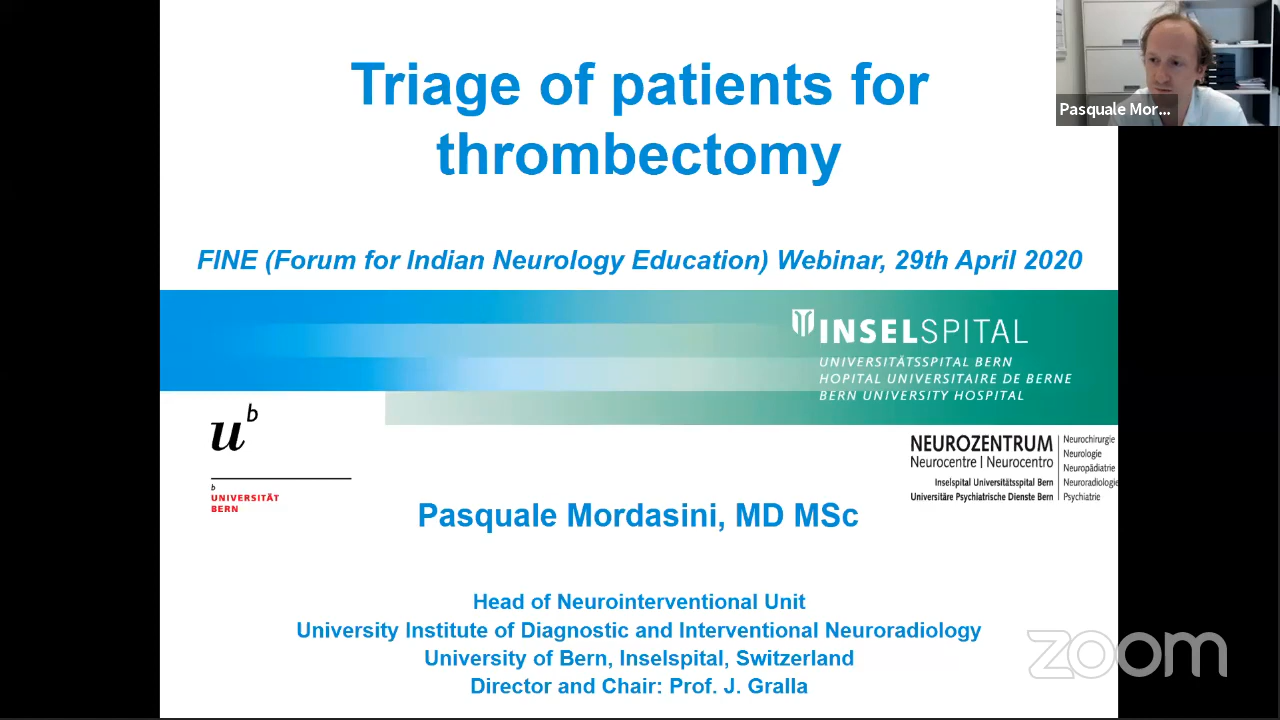 Triage of patients for
thrombectomy
Pasquale Mor...
FINE (Forum for Indian Neurology Education) Webinar, 29th April 2020
INSELSPITAL
UNIVERSITÄTSSPITAL BERN
HOPITAL UNIVERSITAIRE DE BERNE
BERN UNIVERSITY HOSPITAL
u b
b
UNIVERSITÄT
BERN
NEUROZENTRUM
Neurocentre | Neurocentro
Inselspital Universitätsspital Bern
Universitäre Psychiatrische Dienste Bern
Neurochirurgie
Neurologie
Neuropädiatrie
Neuroradiologie
Psychiatrie
Pasquale Mordasini, MD MSc
Head of Neurointerventional Unit
University Institute of Diagnostic and Interventional Neuroradiology
University of Bern, Inselspital, Switzerland
Director and Chair: Prof. J. Gralla
zoom